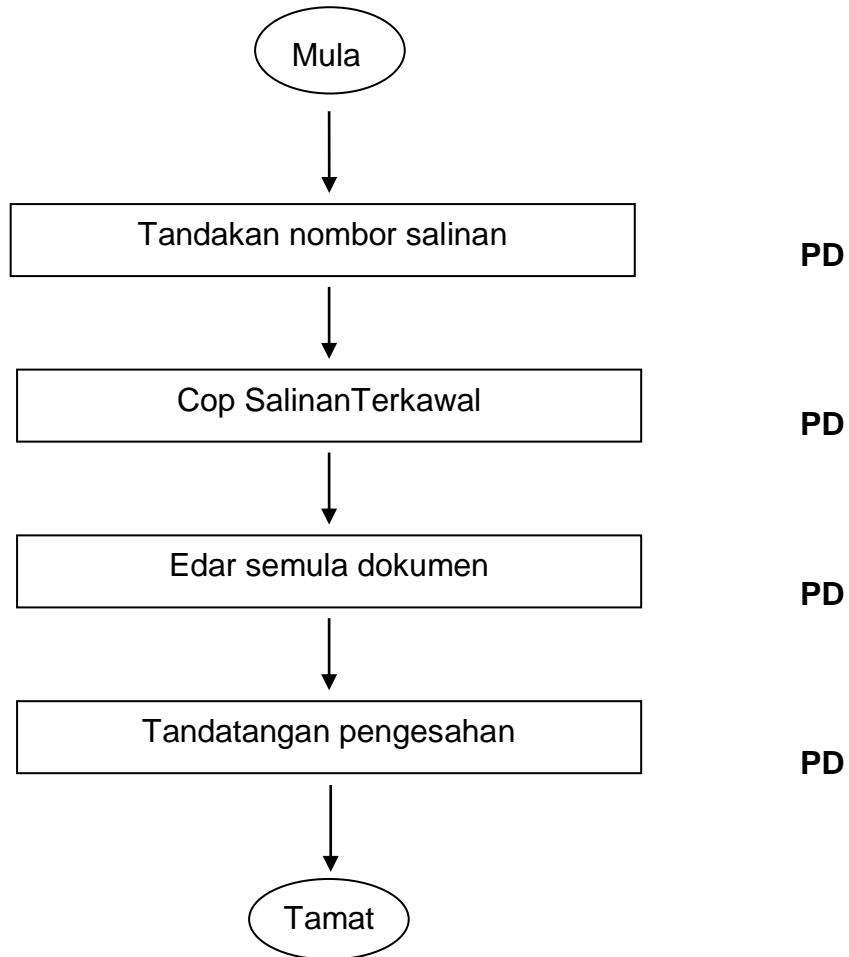 Mula
Tandakan nombor salinan
PD
Cop SalinanTerkawal
PD
Edar semula dokumen
PD
Tandatangan pengesahan
PD
Tamat